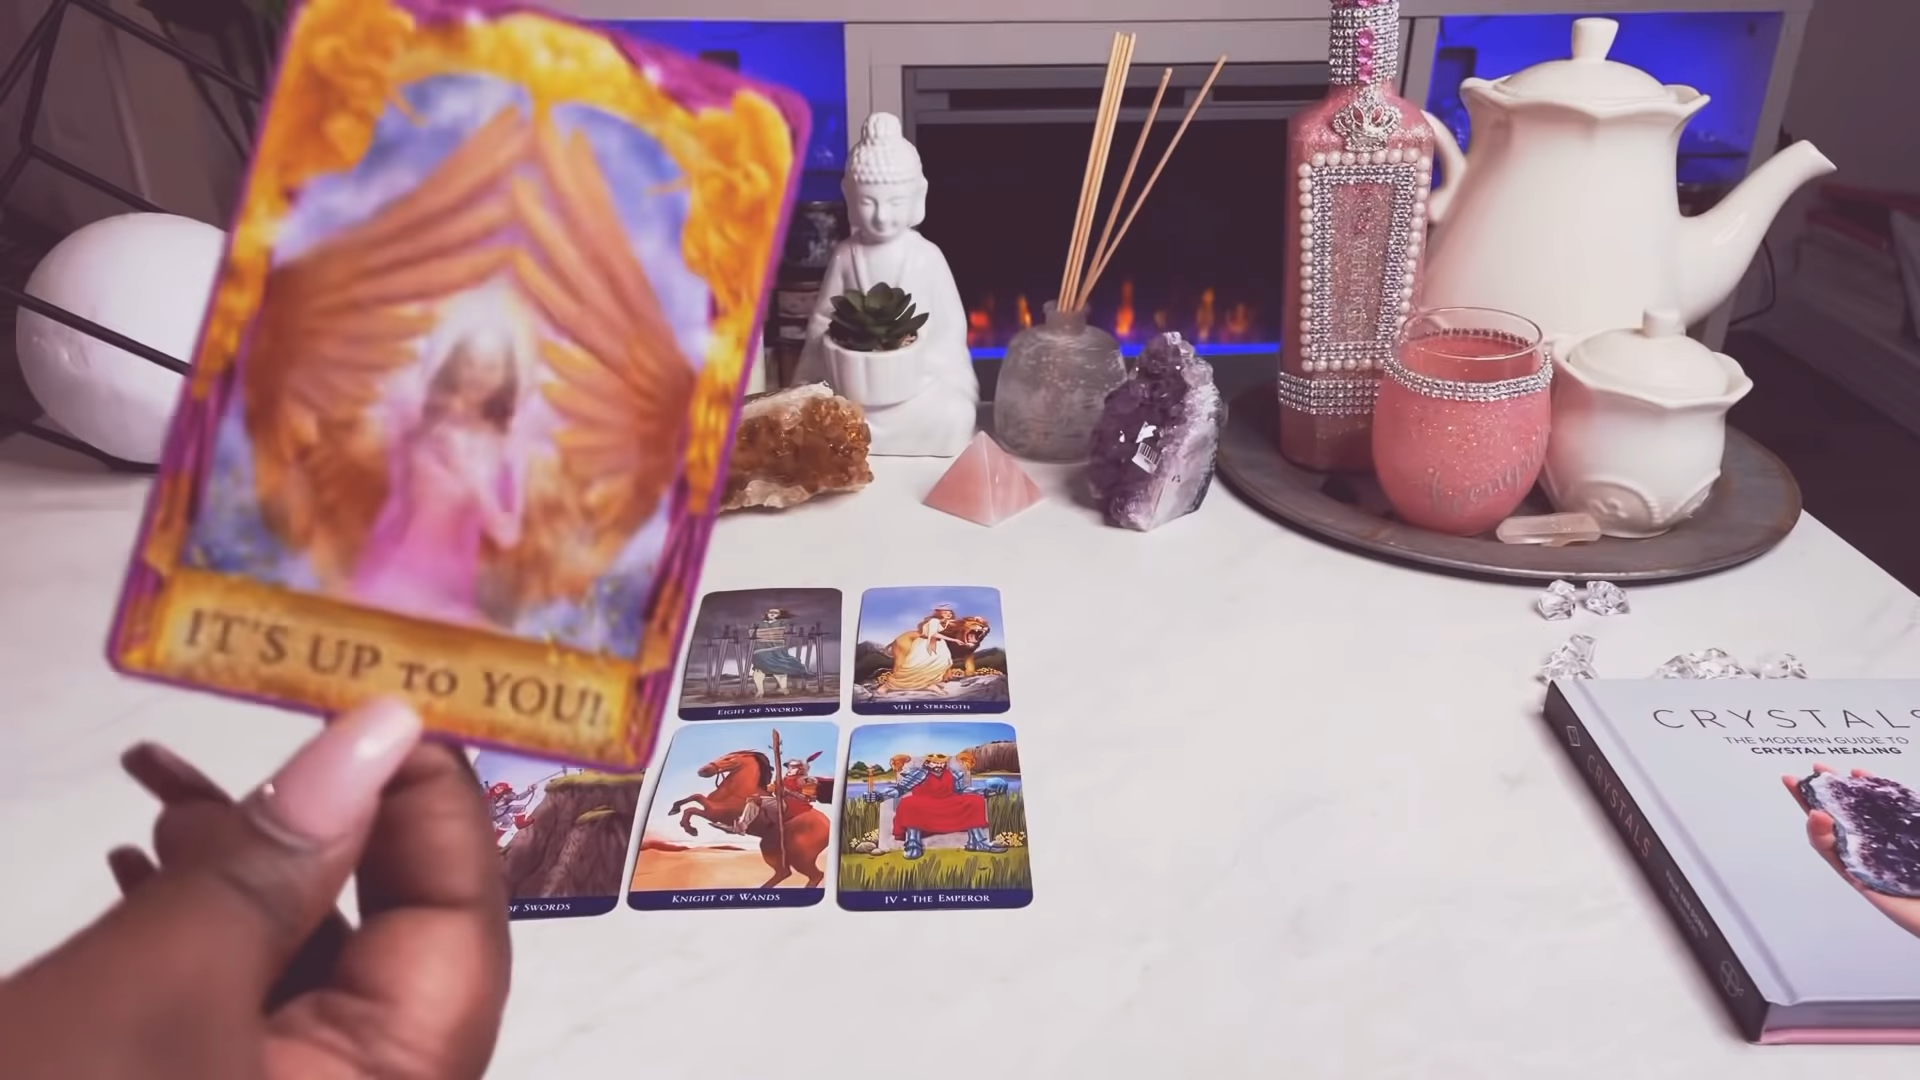 IT'S UP TO YOU!
EIGHT OF SWORDS
VIII • STRENGTH
OF SWORDS
KNIGHT OF WANDS
IV • THE EMPEROR
CRYSTALS
THE MODERN GUIDE TO
CRYSTAL HEALING
CRYSTALS